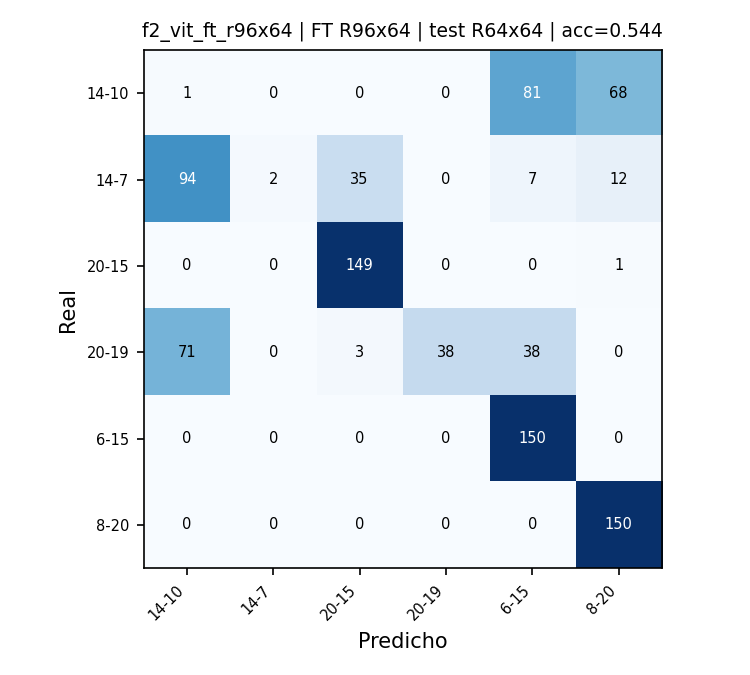 f2_vit_ft_r96x64 | FT R96x64 | test R64x64 | acc=0.544
14-10 1 0 0 0 81 68
14-7 94 2 35 0 7 12
20-15 0 0 149 0 0 1
20-19 71 0 3 38 38 0
6-15 0 0 0 0 150 0
8-20 0 0 0 0 0 150
Real
14-10 14-7 20-15 20-19 6-15 8-20
Predicho